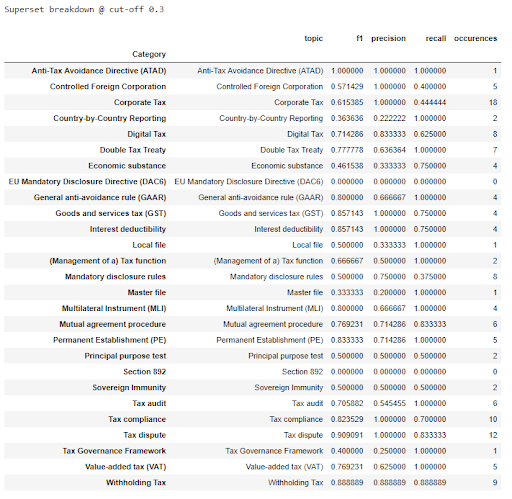 Superset breakdown @ cut-off 0.3
topic f1 precision recall occurences
Category
Anti-Tax Avoidance Directive (ATAD) Anti-Tax Avoidance Directive (ATAD) 1.000000 1.000000 1.000000 1
Controlled Foreign Corporation Controlled Foreign Corporation 0.571429 1.000000 0.400000 5
Corporate Tax Corporate Tax 0.615385 1.000000 0.444444 18
Country-by-Country Reporting Country-by-Country Reporting 0.363636 0.222222 1.000000 2
Digital Tax Digital Tax 0.714286 0.833333 0.625000 8
Double Tax Treaty Double Tax Treaty 0.777778 0.636364 1.000000 7
Economic substance Economic substance 0.461538 0.333333 0.750000 4
EU Mandatory Disclosure Directive (DAC6) EU Mandatory Disclosure Directive (DAC6) 0.000000 0.000000 0.000000 0
General anti-avoidance rule (GAAR) General anti-avoidance rule (GAAR) 0.800000 0.666667 1.000000 4
Goods and services tax (GST) Goods and services tax (GST) 0.857143 1.000000 0.750000 4
Interest deductibility Interest deductibility 0.857143 1.000000 0.750000 4
Local file Local file 0.500000 0.333333 1.000000 1
(Management of a) Tax function (Management of a) Tax function 0.666667 0.500000 1.000000 2
Mandatory disclosure rules Mandatory disclosure rules 0.500000 0.750000 0.375000 8
Master file Master file 0.333333 0.200000 1.000000 1
Multilateral Instrument (MLI) Multilateral Instrument (MLI) 0.800000 0.666667 1.000000 4
Mutual agreement procedure Mutual agreement procedure 0.769231 0.714286 0.833333 6
Permanent Establishment (PE) Permanent Establishment (PE) 0.833333 0.714286 1.000000 5
Principal purpose test Principal purpose test 0.500000 0.500000 0.500000 2
Section 892 Section 892 0.000000 0.000000 0.000000 0
Sovereign Immunity Sovereign Immunity 0.500000 0.500000 0.500000 2
Tax audit Tax audit 0.705882 0.545455 1.000000 6
Tax compliance Tax compliance 0.823529 1.000000 0.700000 10
Tax dispute Tax dispute 0.909091 1.000000 0.833333 12
Tax Governance Framework Tax Governance Framework 0.400000 0.250000 1.000000 1
Value-added tax (VAT) Value-added tax (VAT) 0.769231 0.625000 1.000000 5
Withholding Tax Withholding Tax 0.888889 0.888889 0.888889 9